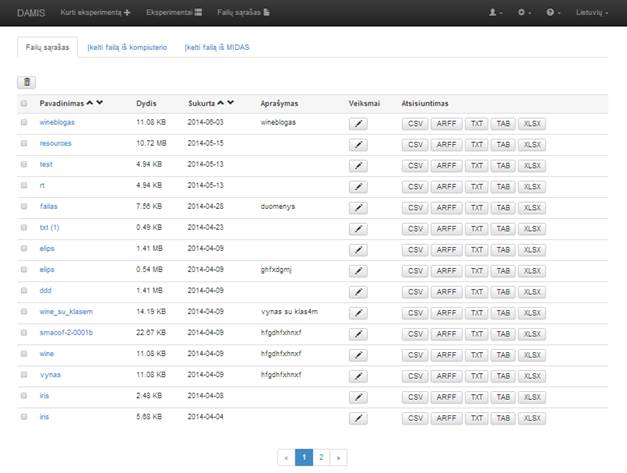 DAMIS Kurti eksperimentą Eksperimentai Failų sąrašas Lietuvių
Failų sąrašas Įkelti failą iš kompiuterio Įkelti failą iš MIDAS
Pavadinimas Dydis Sukurta Aprašymas Veiksmai Atsisiuntimas
wineblogas 11.08 KB 2014-06-03 wineblogas CSV ARFF TXT TAB XLSX
resources 10.72 MB 2014-05-15 CSV ARFF TXT TAB XLSX
test 4.94 KB 2014-05-13 CSV ARFF TXT TAB XLSX
rt 4.94 KB 2014-05-13 CSV ARFF TXT TAB XLSX
failas 7.56 KB 2014-04-28 duomenys CSV ARFF TXT TAB XLSX
txt (1) 0.49 KB 2014-04-23 CSV ARFF TXT TAB XLSX
elips 1.41 MB 2014-04-09 CSV ARFF TXT TAB XLSX
elips 0.54 MB 2014-04-09 ghfxdgmj CSV ARFF TXT TAB XLSX
ddd 1.41 MB 2014-04-09 CSV ARFF TXT TAB XLSX
wine_su_klasem 14.19 KB 2014-04-09 vynas su klas4m CSV ARFF TXT TAB XLSX
smacof-2-0001b 22.67 KB 2014-04-09 hfgdhfxhnxf CSV ARFF TXT TAB XLSX
wine 11.08 KB 2014-04-09 hfgdhfxhnxf CSV ARFF TXT TAB XLSX
vynas 11.08 KB 2014-04-09 hfgdhfxhnxf CSV ARFF TXT TAB XLSX
iris 2.48 KB 2014-04-08 CSV ARFF TXT TAB XLSX
iris 5.68 KB 2014-04-04 CSV ARFF TXT TAB XLSX
« 1 2 »